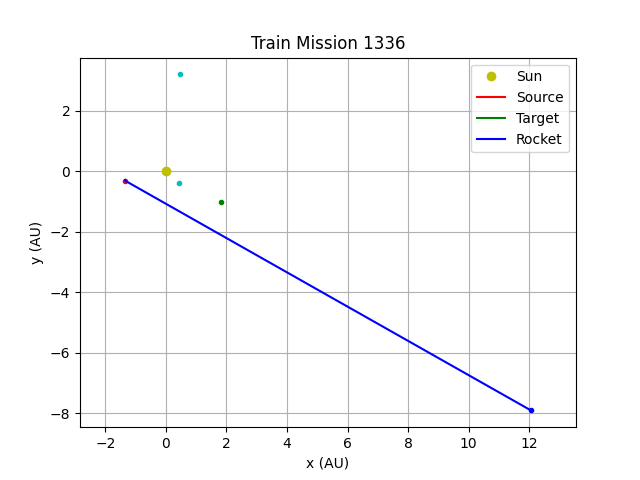 Train Mission 1336
Sun
Source
Target
Rocket
2
0
−2
−4
−6
−8
y (AU)
−2 0 2 4 6 8 10 12
x (AU)